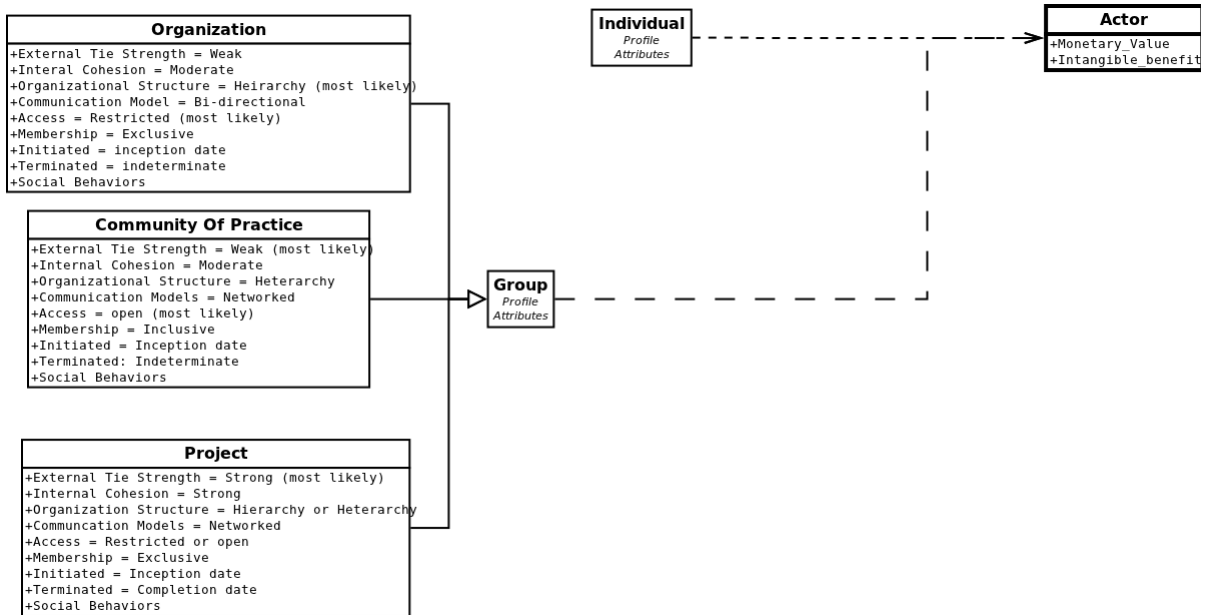 Organization
+External Tie Strength = Weak
+Interal Cohesion = Moderate
+Organizational Structure = Heirarchy (most likely)
+Communication Model = Bi-directional
+Access = Restricted (most likely)
+Membership = Exclusive
+Initiated = inception date
+Terminated = indeterminate
+Social Behaviors
Community Of Practice
+External Tie Strength = Weak (most likely)
+Internal Cohesion = Moderate
+Organizational Structure = Heterarchy
+Communication Models = Networked
+Access = open (most likely)
+Membership = Inclusive
+Initiated = Inception date
+Terminated: Indeterminate
+Social Behaviors
Project
+External Tie Strength = Strong (most likely)
+Internal Cohesion = Strong
+Organization Structure = Hierarchy or Heterarchy
+Communcation Models = Networked
+Access = Restricted or open
+Membership = Exclusive
+Initiated = Inception date
+Terminated = Completion date
+Social Behaviors
Group
Profile
Attributes
Individual
Profile
Attributes
Actor
+Monetary_Value
+Intangible_benefit